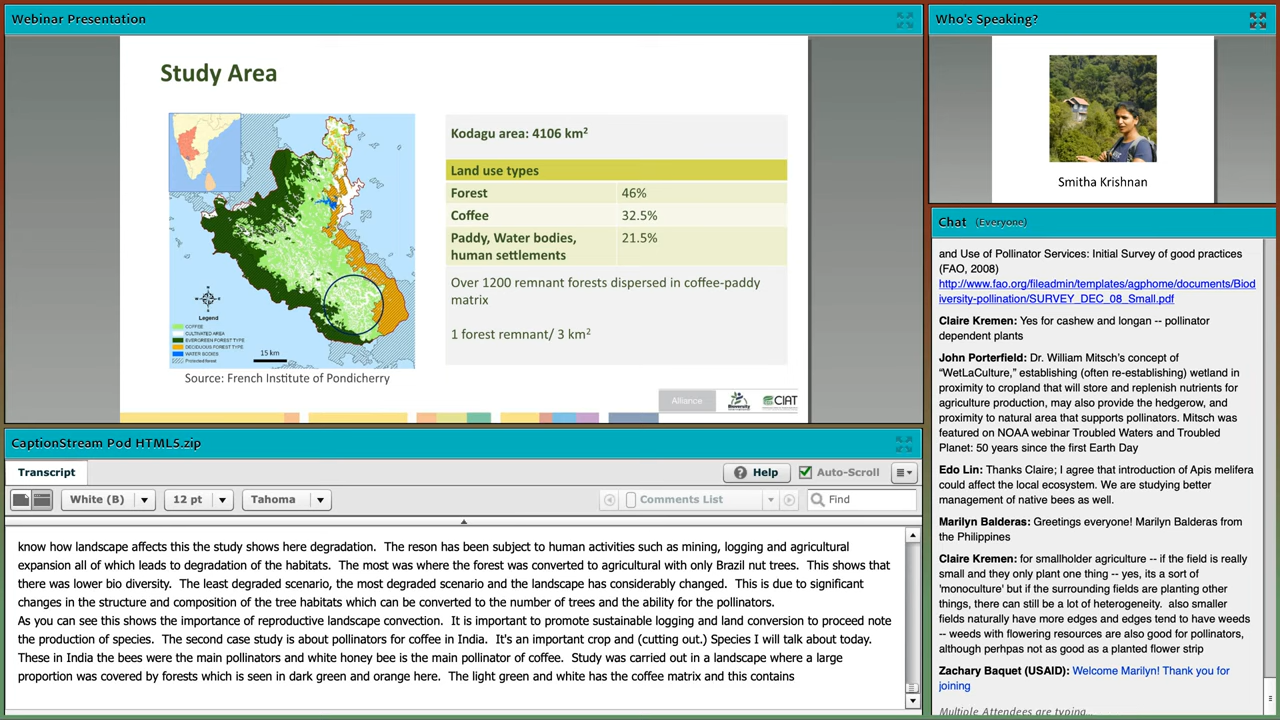 Webinar Presentation
Study Area
Legend
COFFEE
CULTIVATED AREA
EVERGREEN FOREST TYPE
DECIDUOUS FOREST TYPE
WATER BODIES
15 km
Source: French Institute of Pondicherry
Kodagu area: 4106 km²
Land use types
Forest 46%
Coffee 32.5%
Paddy, Water bodies, 21.5%
human settlements
Over 1200 remnant forests dispersed in coffee-paddy
matrix
1 forest remnant/ 3 km²
Alliance
Bioversity
CIAT
Who's Speaking?
Smitha Krishnan
Chat (Everyone)
and Use of Pollinator Services: Initial Survey of good practices
(FAO, 2008)
http://www.fao.org/fileadmin/templates/agphome/documents/Biod
iversity-pollination/SURVEY_DEC_08_Small.pdf
Claire Kremen: Yes for cashew and longan -- pollinator
dependent plants
John Porterfield: Dr. William Mitsch's concept of
“WetLaCulture,” establishing (often re-establishing) wetland in
proximity to cropland that will store and replenish nutrients for
agriculture production, may also provide the hedgerow, and
proximity to natural area that supports pollinators. Mitsch was
featured on NOAA webinar Troubled Waters and Troubled
Planet: 50 years since the first Earth Day
Edo Lin: Thanks Claire; I agree that introduction of Apis melifera
could affect the local ecosystem. We are studying better
management of native bees as well.
Marilyn Balderas: Greetings everyone! Marilyn Balderas from
the Philippines
Claire Kremen: for smallholder agriculture -- if the field is really
small and they only plant one thing -- yes, its a sort of
'monoculture' but if the surrounding fields are planting other
things, there can still be a lot of heterogeneity. also smaller
fields naturally have more edges and edges tend to have weeds
-- weeds with flowering resources are also good for pollinators,
although perhpas not as good as a planted flower strip
Zachary Baquet (USAID): Welcome Marilyn! Thank you for
joining
Multiple Attendees are typing...
CaptionStream Pod HTML5.zip
Transcript
Help
Auto-Scroll
White (B)
12 pt
Tahoma
Comments List
Find
know how landscape affects this the study shows here degradation. The reson has been subject to human activities such as mining, logging and agricultural
expansion all of which leads to degradation of the habitats. The most was where the forest was converted to agricultural with only Brazil nut trees. This shows that
there was lower bio diversity. The least degraded scenario, the most degraded scenario and the landscape has considerably changed. This is due to significant
changes in the structure and composition of the tree habitats which can be converted to the number of trees and the ability for the pollinators.
As you can see this shows the importance of reproductive landscape convection. It is important to promote sustainable logging and land conversion to proceed note
the production of species. The second case study is about pollinators for coffee in India. It's an important crop and (cutting out.) Species I will talk about today.
These in India the bees were the main pollinators and white honey bee is the main pollinator of coffee. Study was carried out in a landscape where a large
proportion was covered by forests which is seen in dark green and orange here. The light green and white has the coffee matrix and this contains